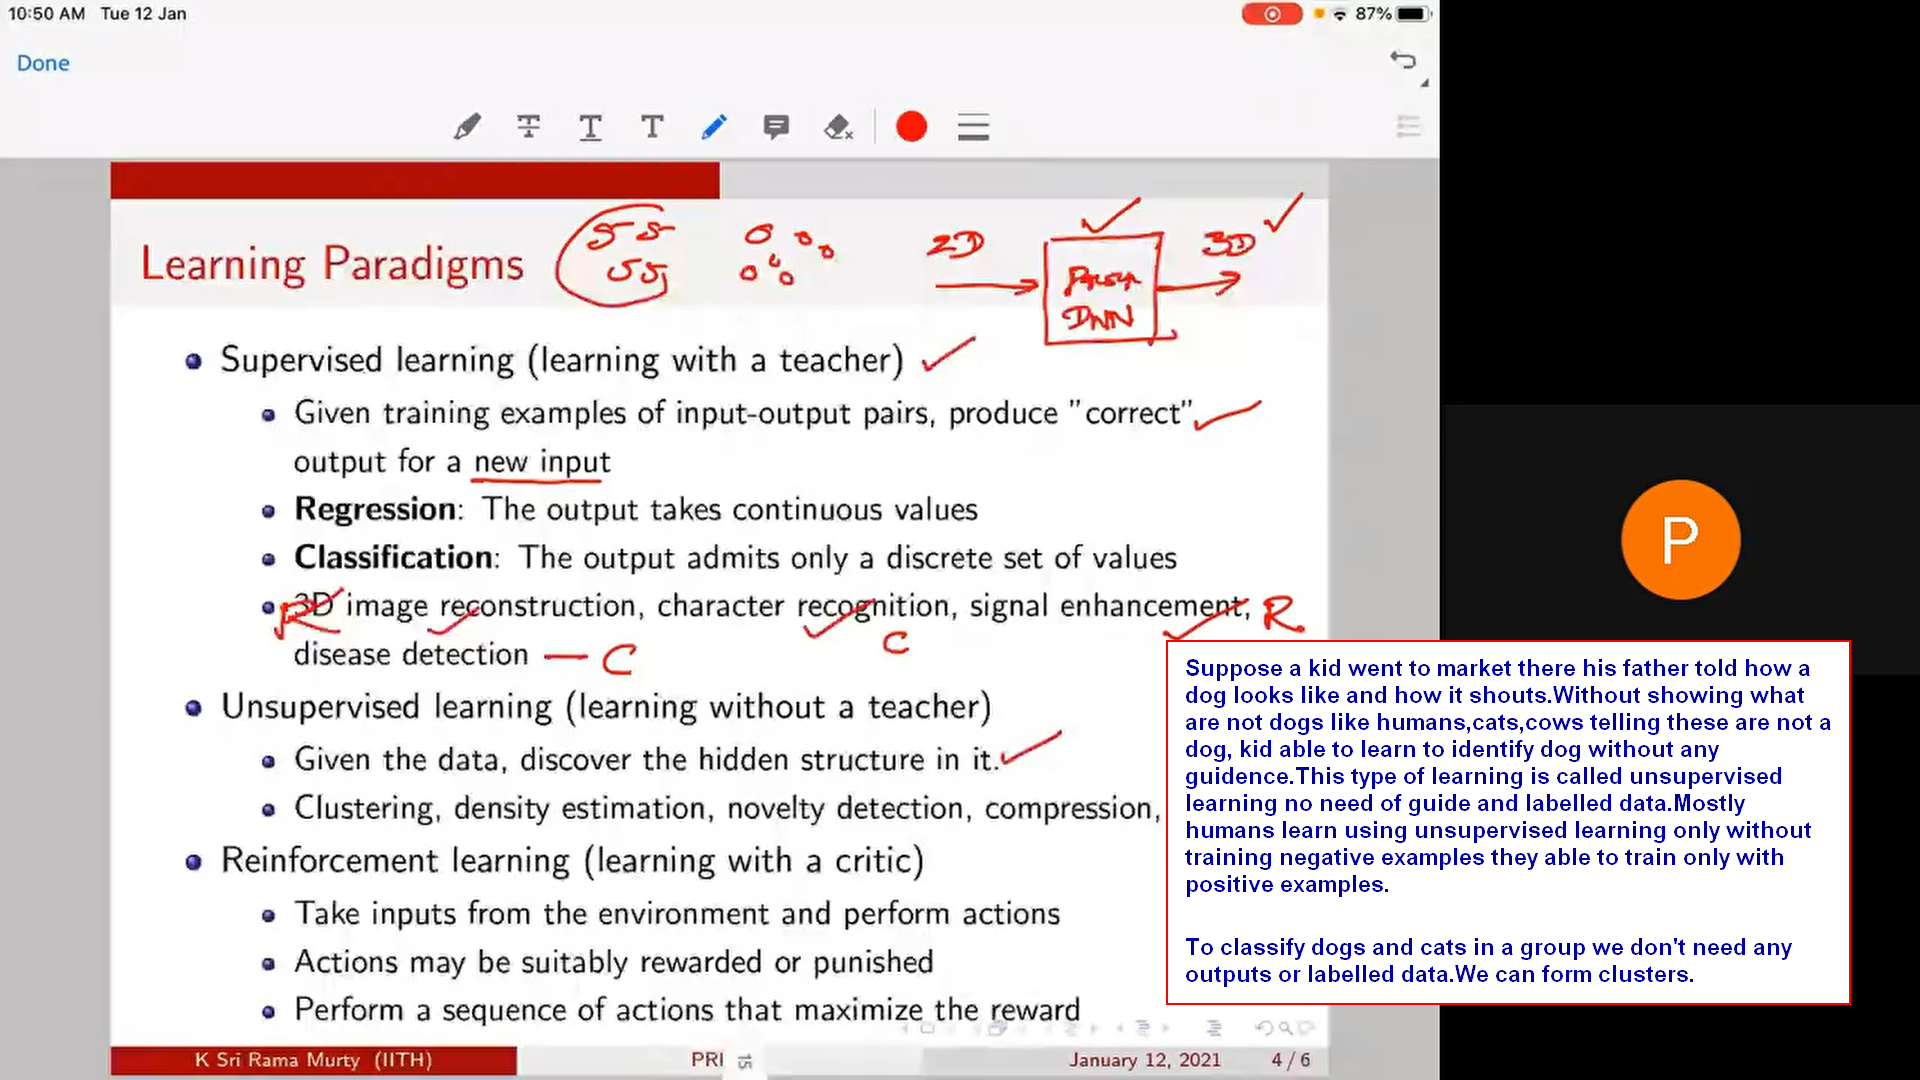 10:50 AM Tue 12 Jan
87%
Done
Learning Paradigms
5 5
5 5
2D
3D
DNN
Supervised learning (learning with a teacher)
Given training examples of input-output pairs, produce "correct"
output for a new input
Regression: The output takes continuous values
Classification: The output admits only a discrete set of values
3D image reconstruction, character recognition, signal enhancement,
R
R
C
disease detection
C
Unsupervised learning (learning without a teacher)
Given the data, discover the hidden structure in it.
Clustering, density estimation, novelty detection, compression,
Reinforcement learning (learning with a critic)
Take inputs from the environment and perform actions
Actions may be suitably rewarded or punished
Perform a sequence of actions that maximize the reward
K Sri Rama Murty (IITH)
PRI
15
January 12, 2021
4 / 6
P
Suppose a kid went to market there his father told how a
dog looks like and how it shouts.Without showing what
are not dogs like humans,cats,cows telling these are not a
dog, kid able to learn to identify dog without any
guidence.This type of learning is called unsupervised
learning no need of guide and labelled data.Mostly
humans learn using unsupervised learning only without
training negative examples they able to train only with
positive examples.
To classify dogs and cats in a group we don't need any
outputs or labelled data.We can form clusters.